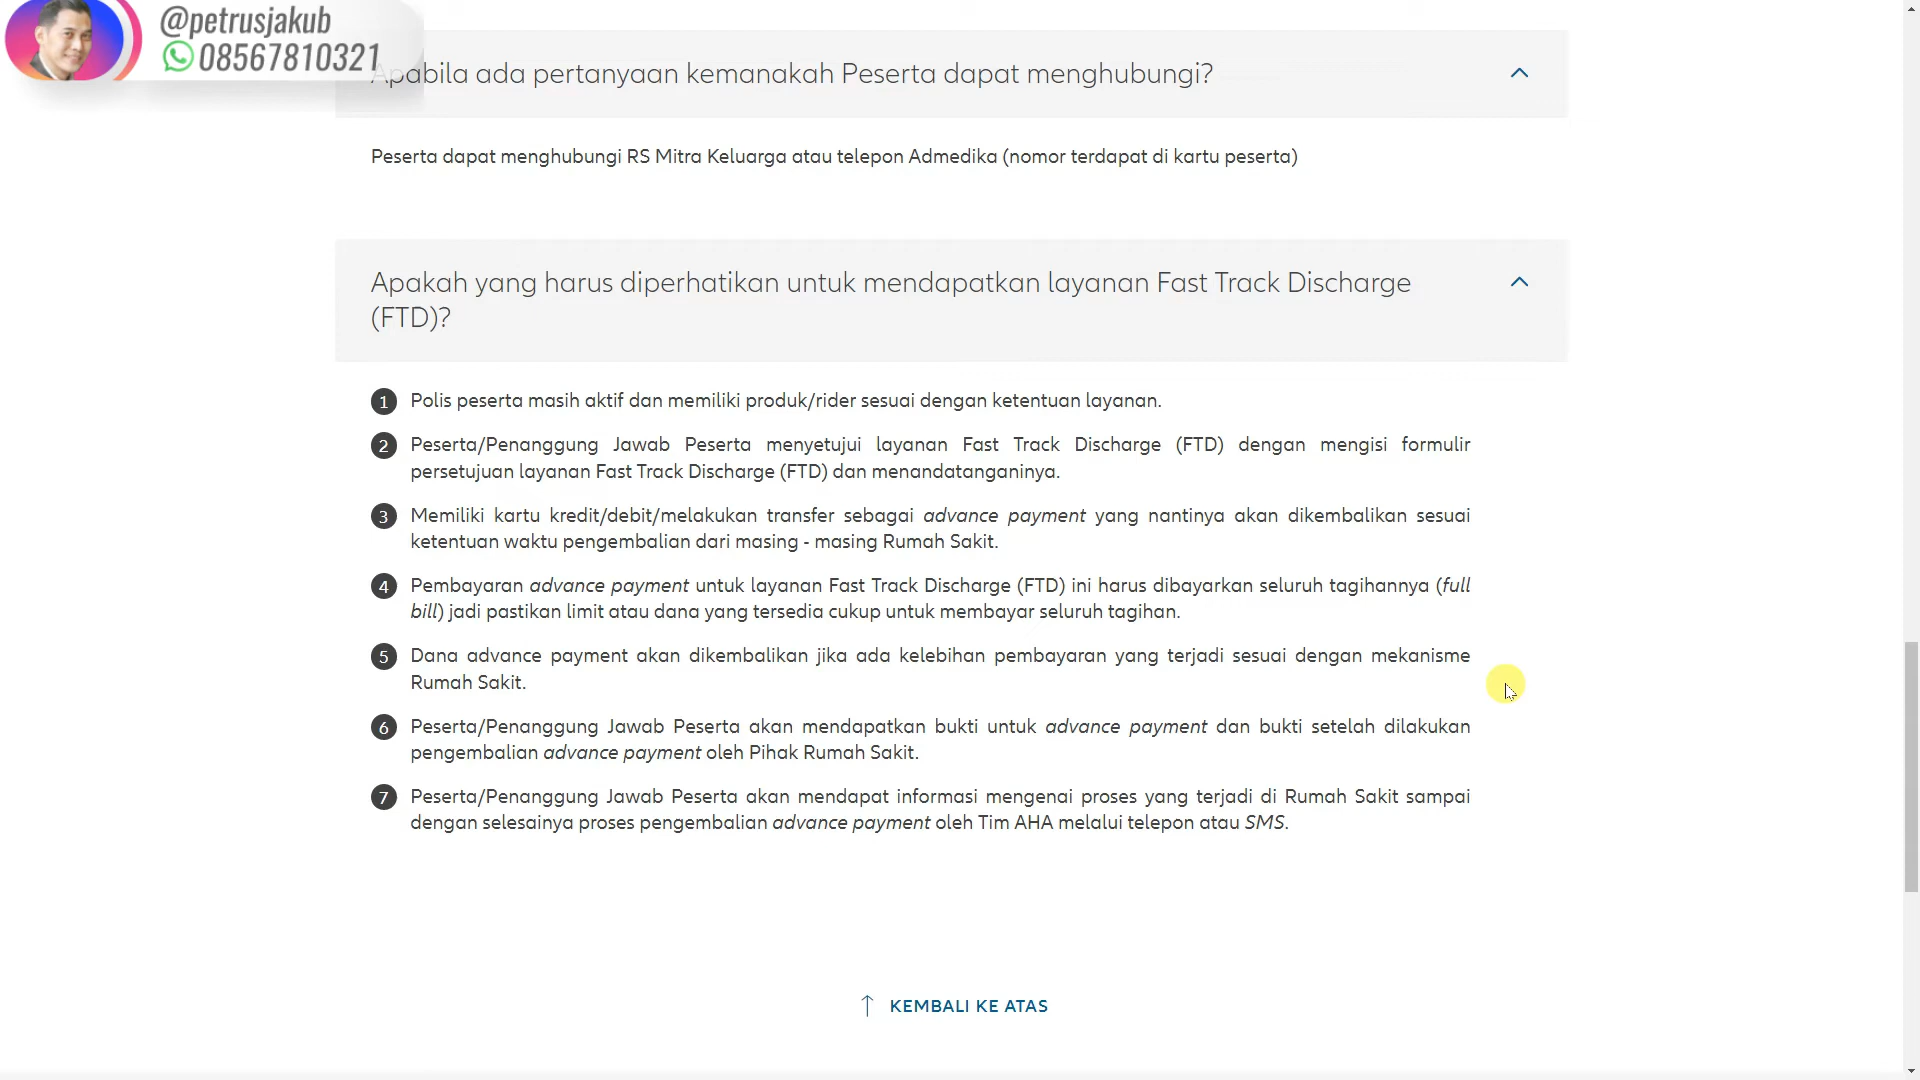 @petrusjakub
08567810321
Apabila ada pertanyaan kemanakah Peserta dapat menghubungi?
Peserta dapat menghubungi RS Mitra Keluarga atau telepon Admedika (nomor terdapat di kartu peserta)
Apakah yang harus diperhatikan untuk mendapatkan layanan Fast Track Discharge
(FTD)?
1 Polis peserta masih aktif dan memiliki produk/rider sesuai dengan ketentuan layanan.
2 Peserta/Penanggung Jawab Peserta menyetujui layanan Fast Track Discharge (FTD) dengan mengisi formulir
persetujuan layanan Fast Track Discharge (FTD) dan menandatanganinya.
3 Memiliki kartu kredit/debit/melakukan transfer sebagai advance payment yang nantinya akan dikembalikan sesuai
ketentuan waktu pengembalian dari masing - masing Rumah Sakit.
4 Pembayaran advance payment untuk layanan Fast Track Discharge (FTD) ini harus dibayarkan seluruh tagihannya (full
bill) jadi pastikan limit atau dana yang tersedia cukup untuk membayar seluruh tagihan.
5 Dana advance payment akan dikembalikan jika ada kelebihan pembayaran yang terjadi sesuai dengan mekanisme
Rumah Sakit.
6 Peserta/Penanggung Jawab Peserta akan mendapatkan bukti untuk advance payment dan bukti setelah dilakukan
pengembalian advance payment oleh Pihak Rumah Sakit.
7 Peserta/Penanggung Jawab Peserta akan mendapat informasi mengenai proses yang terjadi di Rumah Sakit sampai
dengan selesainya proses pengembalian advance payment oleh Tim AHA melalui telepon atau SMS.
KEMBALI KE ATAS